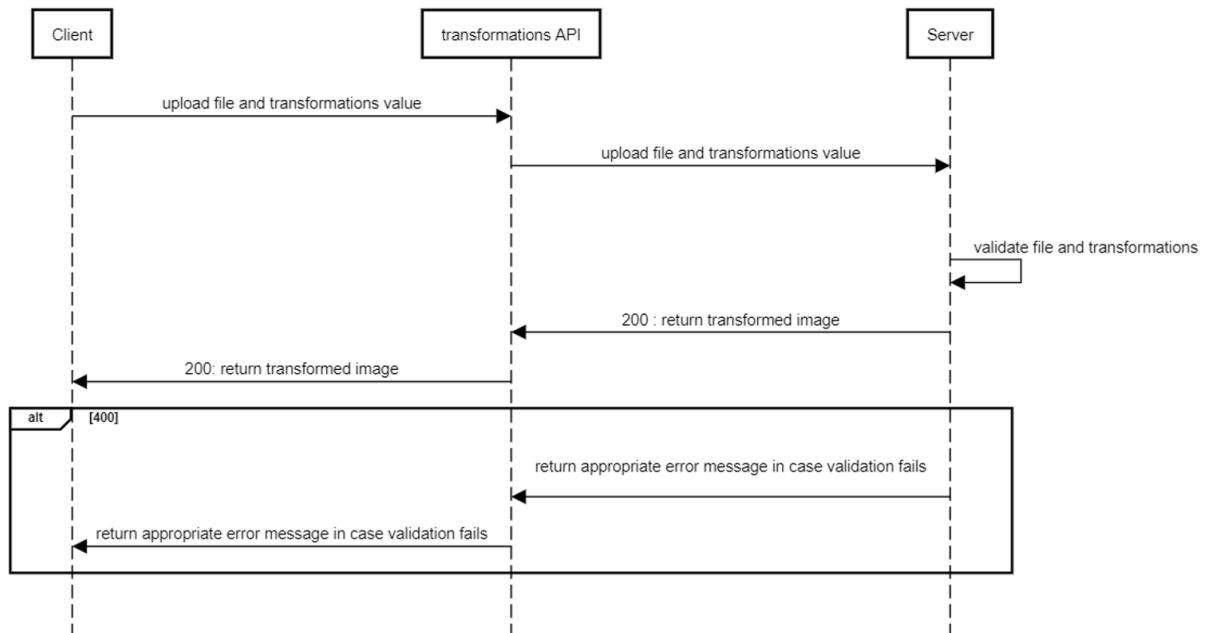 Client
transformations API
Server
upload file and transformations value
upload file and transformations value
validate file and transformations
200 : return transformed image
200: return transformed image
alt
[400]
return appropriate error message in case validation fails
return appropriate error message in case validation fails